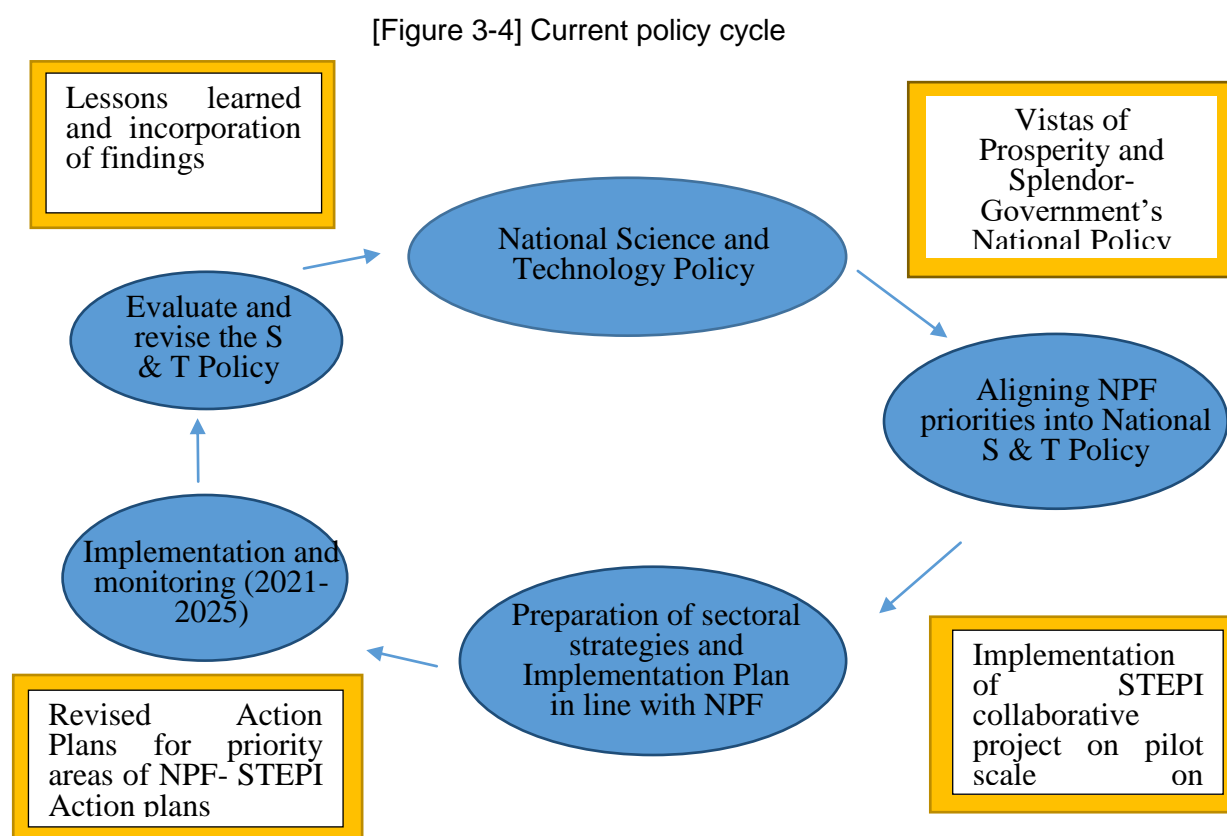 [Figure 3-4] Current policy cycle
Lessons learned
and incorporation
of findings
Vistas of
Prosperity and
Splendor-
Government’s
National Policy
National Science and
Technology Policy
Evaluate and
revise the S
& T Policy
Aligning NPF
priorities into National
S & T Policy
Implementation and
monitoring (2021-
2025)
Preparation of sectoral
strategies and
Implementation Plan
in line with NPF
Implementation
of STEPI
collaborative
project on pilot
scale on
Revised Action
Plans for priority
areas of NPF- STEPI
Action plans